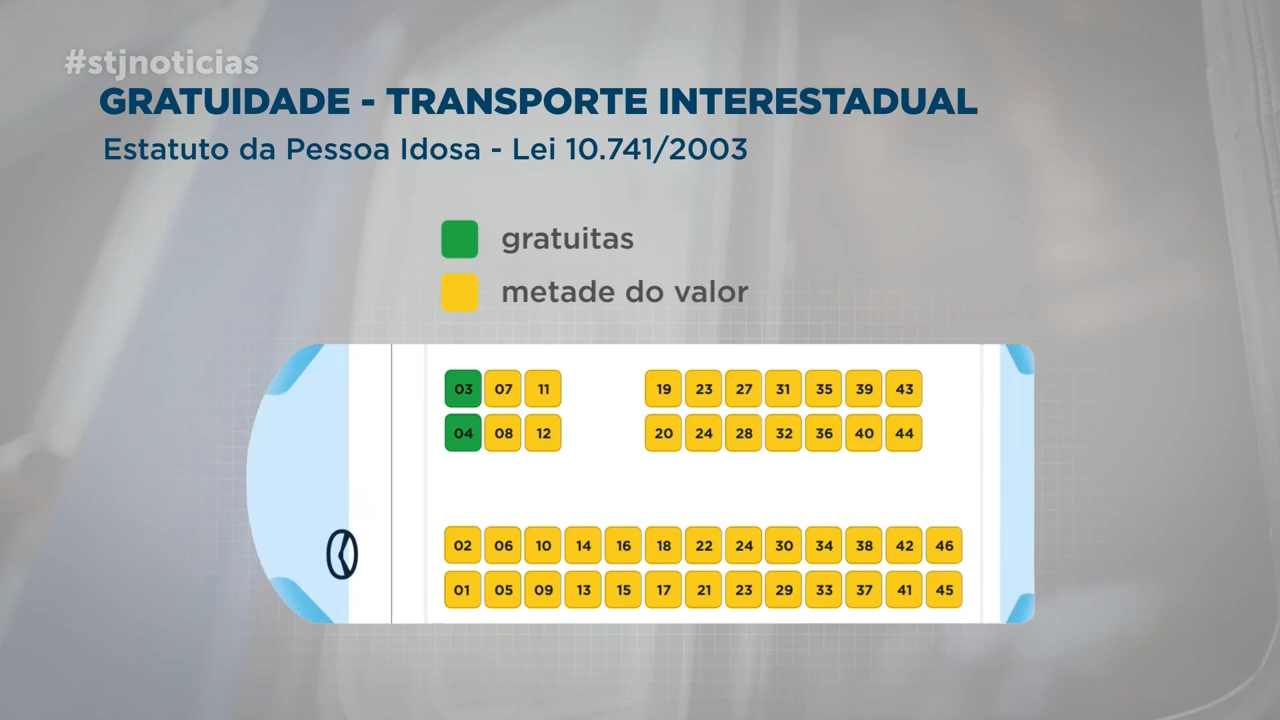 #stjnoticias
GRATUIDADE - TRANSPORTE INTERESTADUAL
Estatuto da Pessoa Idosa - Lei 10.741/2003
gratuitas
metade do valor
03 07 11 19 23 27 31 35 39 43
04 08 12 20 24 28 32 36 40 44
02 06 10 14 16 18 22 24 30 34 38 42 46
01 05 09 13 15 17 21 23 29 33 37 41 45